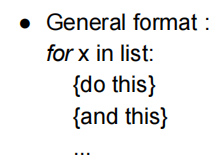 ● General format :
for x in list:
{do this}
{and this}
...